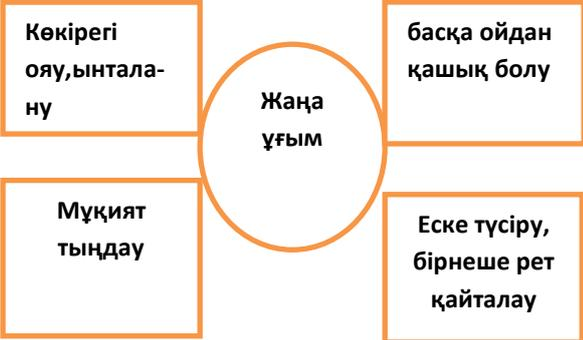 Көкірегі
ояу,ынтала-
ну
басқа ойдан
қашық болу
Жаңа
ұғым
Мұқият
тыңдау
Еске түсіру,
бірнеше рет
қайталау